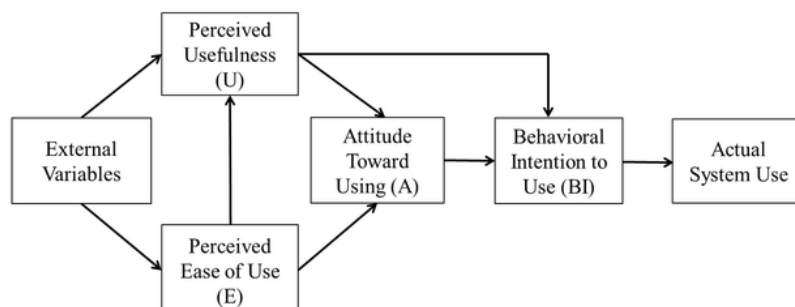 Perceived
Usefulness
(U)
External
Variables
Attitude
Toward
Using (A)
Behavioral
Intention to
Use (BI)
Actual
System Use
Perceived
Ease of Use
(E)